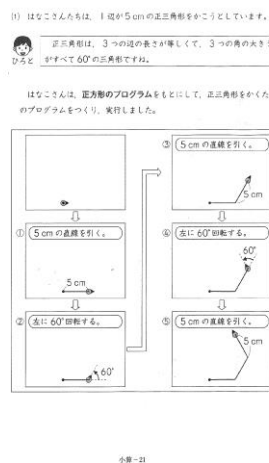 (1) はなこさんたちは、1辺が5cmの正三角形をかこうとしています。
正三角形は、3つの辺の長さが等しくて、3つの角の大き
がすべて60°の三角形ですね。
ひろと
はなこさんは、正方形のプログラムをもとにして、正三角形をかくた
のプログラムをつくり、実行しました。
① 5cmの直線を引く。
5cm
② 左に60°回転する。
60°
③ 5cmの直線を引く。
5cm
④ 左に60°回転する。
60°
⑤ 5cmの直線を引く。
5cm
小算－21